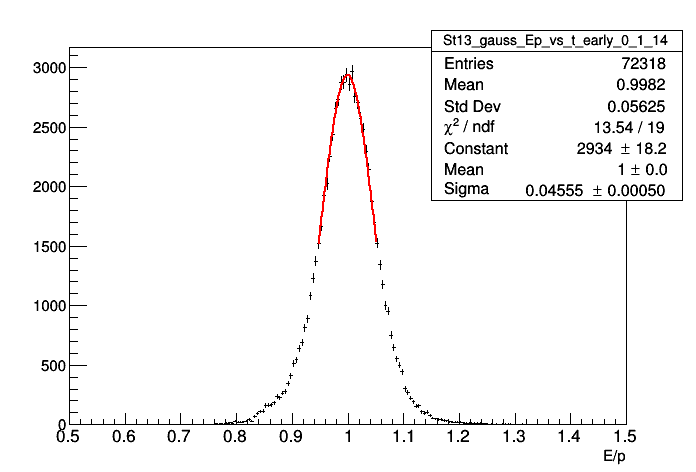 St13_gauss_Ep_vs_t_early_0_1_14
Entries 72318
Mean 0.9982
Std Dev 0.05625
χ² / ndf 13.54 / 19
Constant 2934 ± 18.2
Mean 1 ± 0.0
Sigma 0.04555 ± 0.00050
3000
2500
2000
1500
1000
500
0
0.5 0.6 0.7 0.8 0.9 1 1.1 1.2 1.3 1.4 1.5
E/p